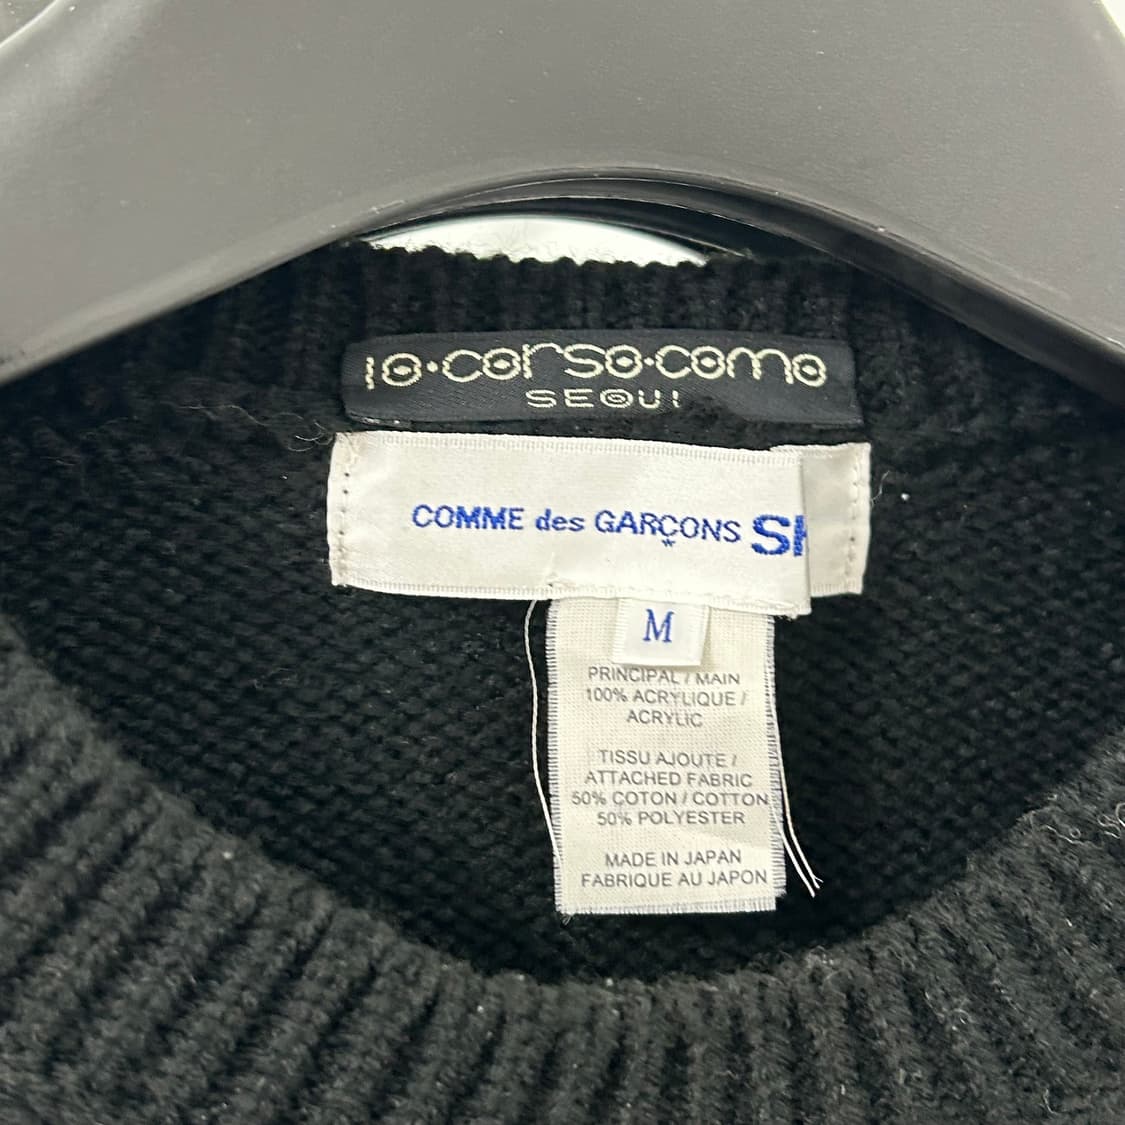 10·corso·como
SEOUL
COMME des GARÇONS SH
M
PRINCIPAL / MAIN
100% ACRYLIQUE /
ACRYLIC
TISSU AJOUTE /
ATTACHED FABRIC
50% COTON / COTTON
50% POLYESTER
MADE IN JAPAN
FABRIQUE AU JAPON